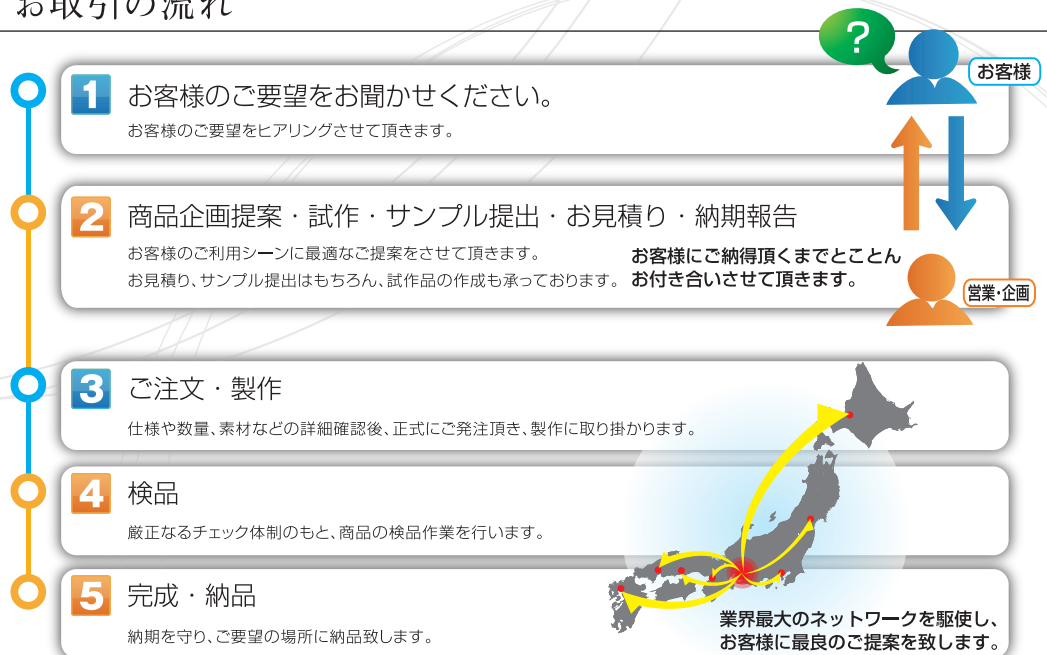 お取引の流れ
?
お客様
1 お客様のご要望をお聞かせください。
お客様のご要望をヒアリングさせて頂きます。
2 商品企画提案・試作・サンプル提出・お見積り・納期報告
お客様のご利用シーンに最適なご提案をさせて頂きます。
お見積り、サンプル提出はもちろん、試作品の作成も承っております。
お客様にご納得頂くまでとことん
お付き合いさせて頂きます。
営業・企画
3 ご注文・製作
仕様や数量、素材などの詳細確認後、正式にご発注頂き、製作に取り掛かります。
4 検品
厳正なるチェック体制のもと、商品の検品作業を行います。
5 完成・納品
納期を守り、ご要望の場所に納品致します。
業界最大のネットワークを駆使し、
お客様に最良のご提案を致します。